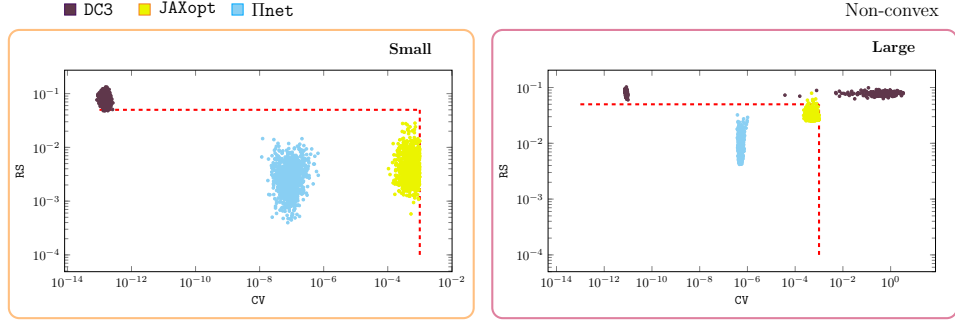 DC3 JAXopt Πnet Non-convex
Small
10⁻¹
10⁻²
10⁻³
10⁻⁴
RS
10⁻¹⁴ 10⁻¹² 10⁻¹⁰ 10⁻⁸ 10⁻⁶ 10⁻⁴ 10⁻²
CV
Large
10⁻¹
10⁻²
10⁻³
10⁻⁴
RS
10⁻¹⁴ 10⁻¹² 10⁻¹⁰ 10⁻⁸ 10⁻⁶ 10⁻⁴ 10⁻² 10⁰
CV